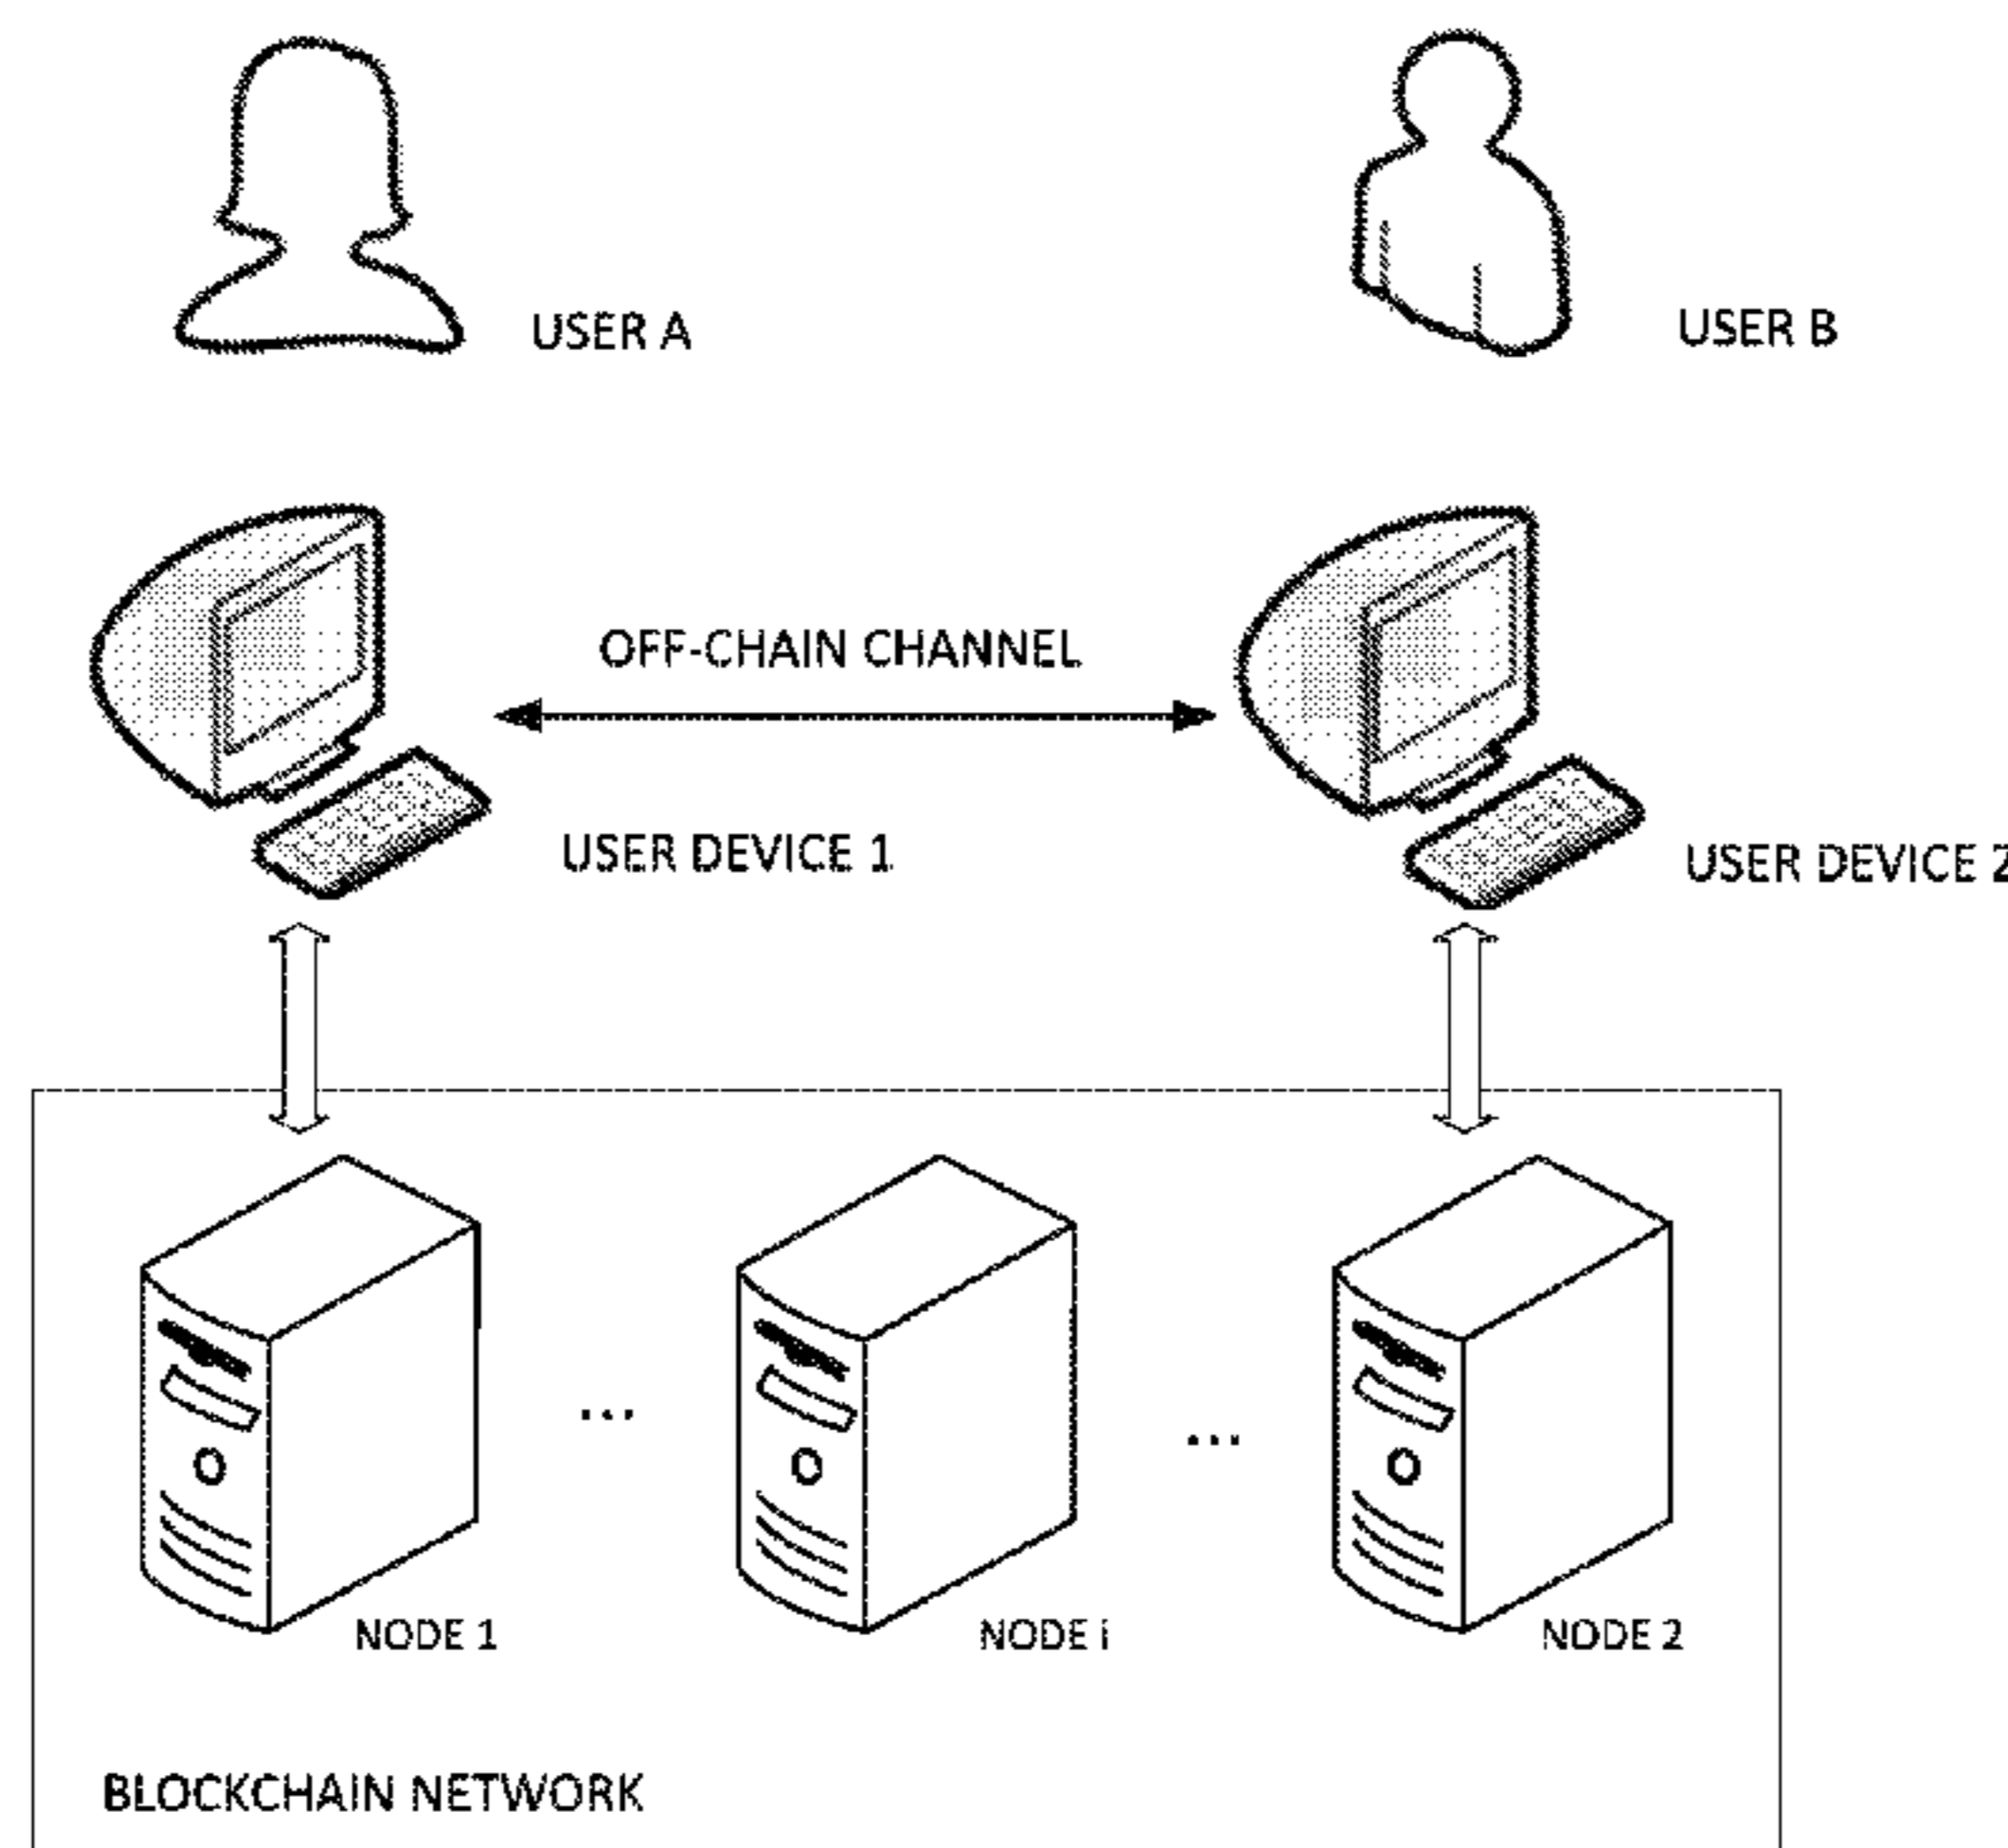 USER A
USER B
OFF-CHAIN CHANNEL
USER DEVICE 1
USER DEVICE 2
...
...
NODE 1
NODE i
NODE 2
BLOCKCHAIN NETWORK